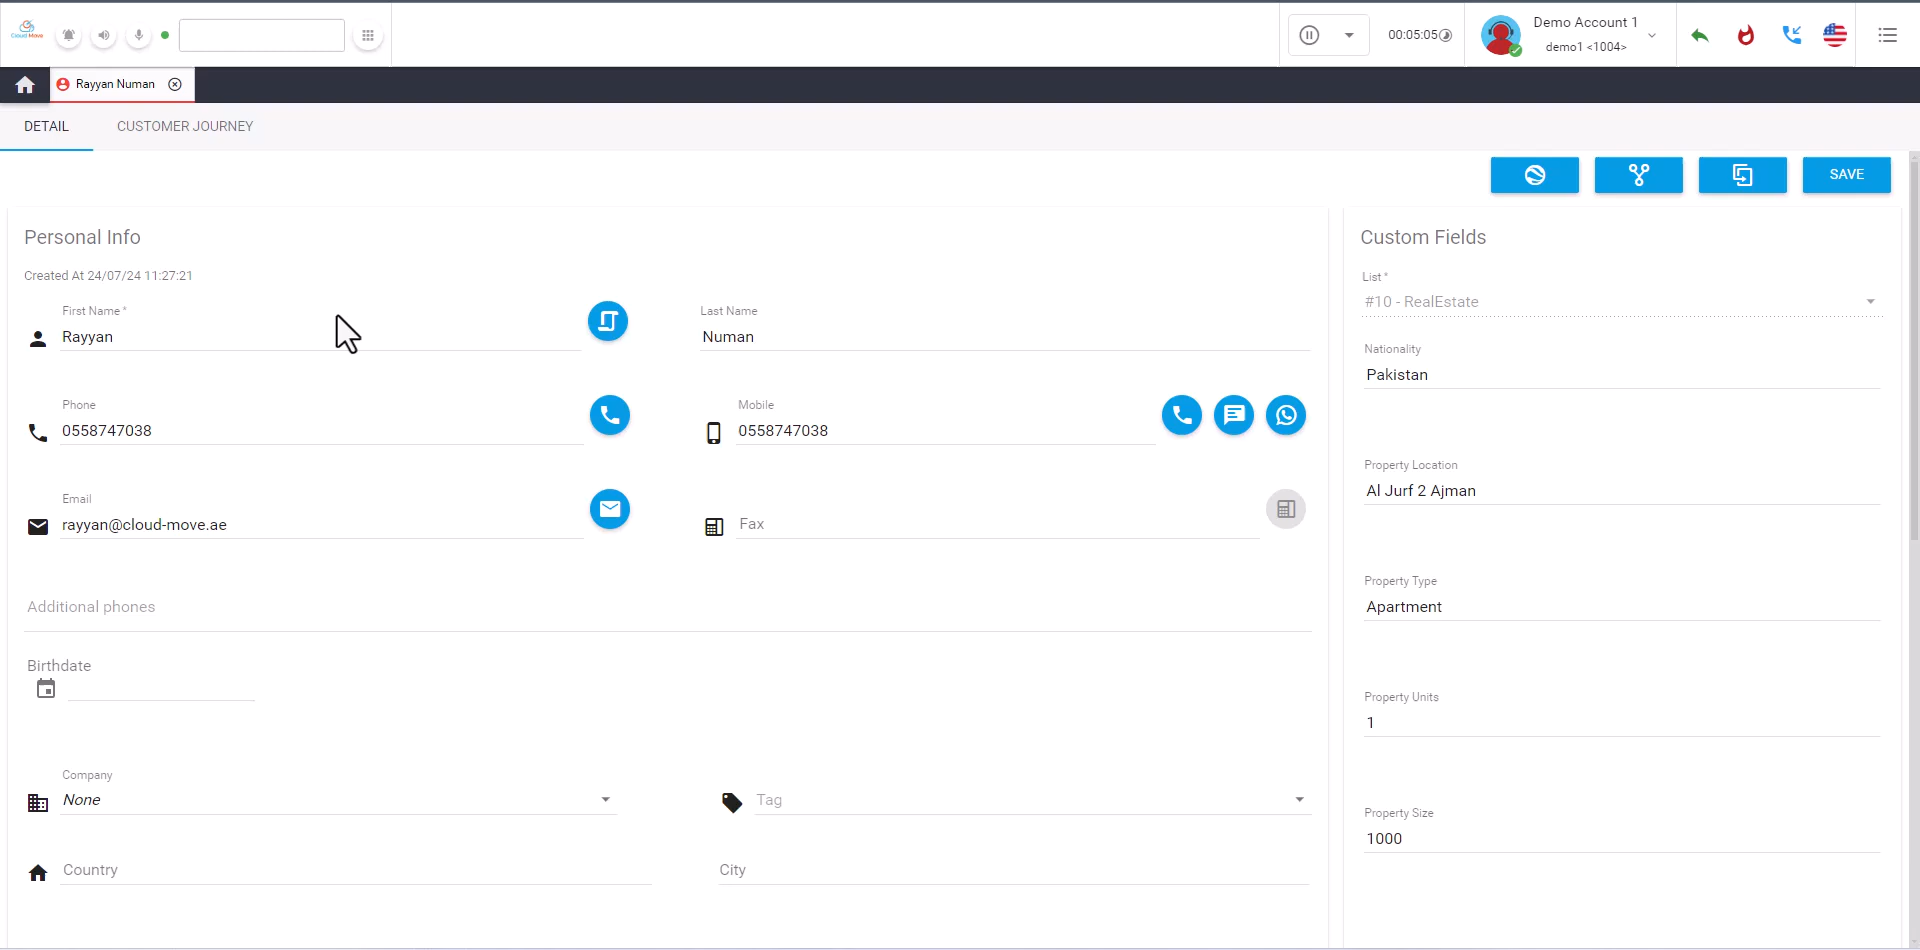 Cloud Move
00:05:05
Demo Account 1
demo1 <1004>
Rayyan Numan
DETAIL
CUSTOMER JOURNEY
SAVE
Personal Info
Custom Fields
Created At 24/07/24 11:27:21
List *
#10 - RealEstate
First Name *
Rayyan
Last Name
Numan
Nationality
Pakistan
Phone
0558747038
Mobile
0558747038
Property Location
Al Jurf 2 Ajman
Email
rayyan@cloud-move.ae
Fax
Property Type
Apartment
Additional phones
Birthdate
Property Units
1
Company
None
Tag
Property Size
1000
Country
City